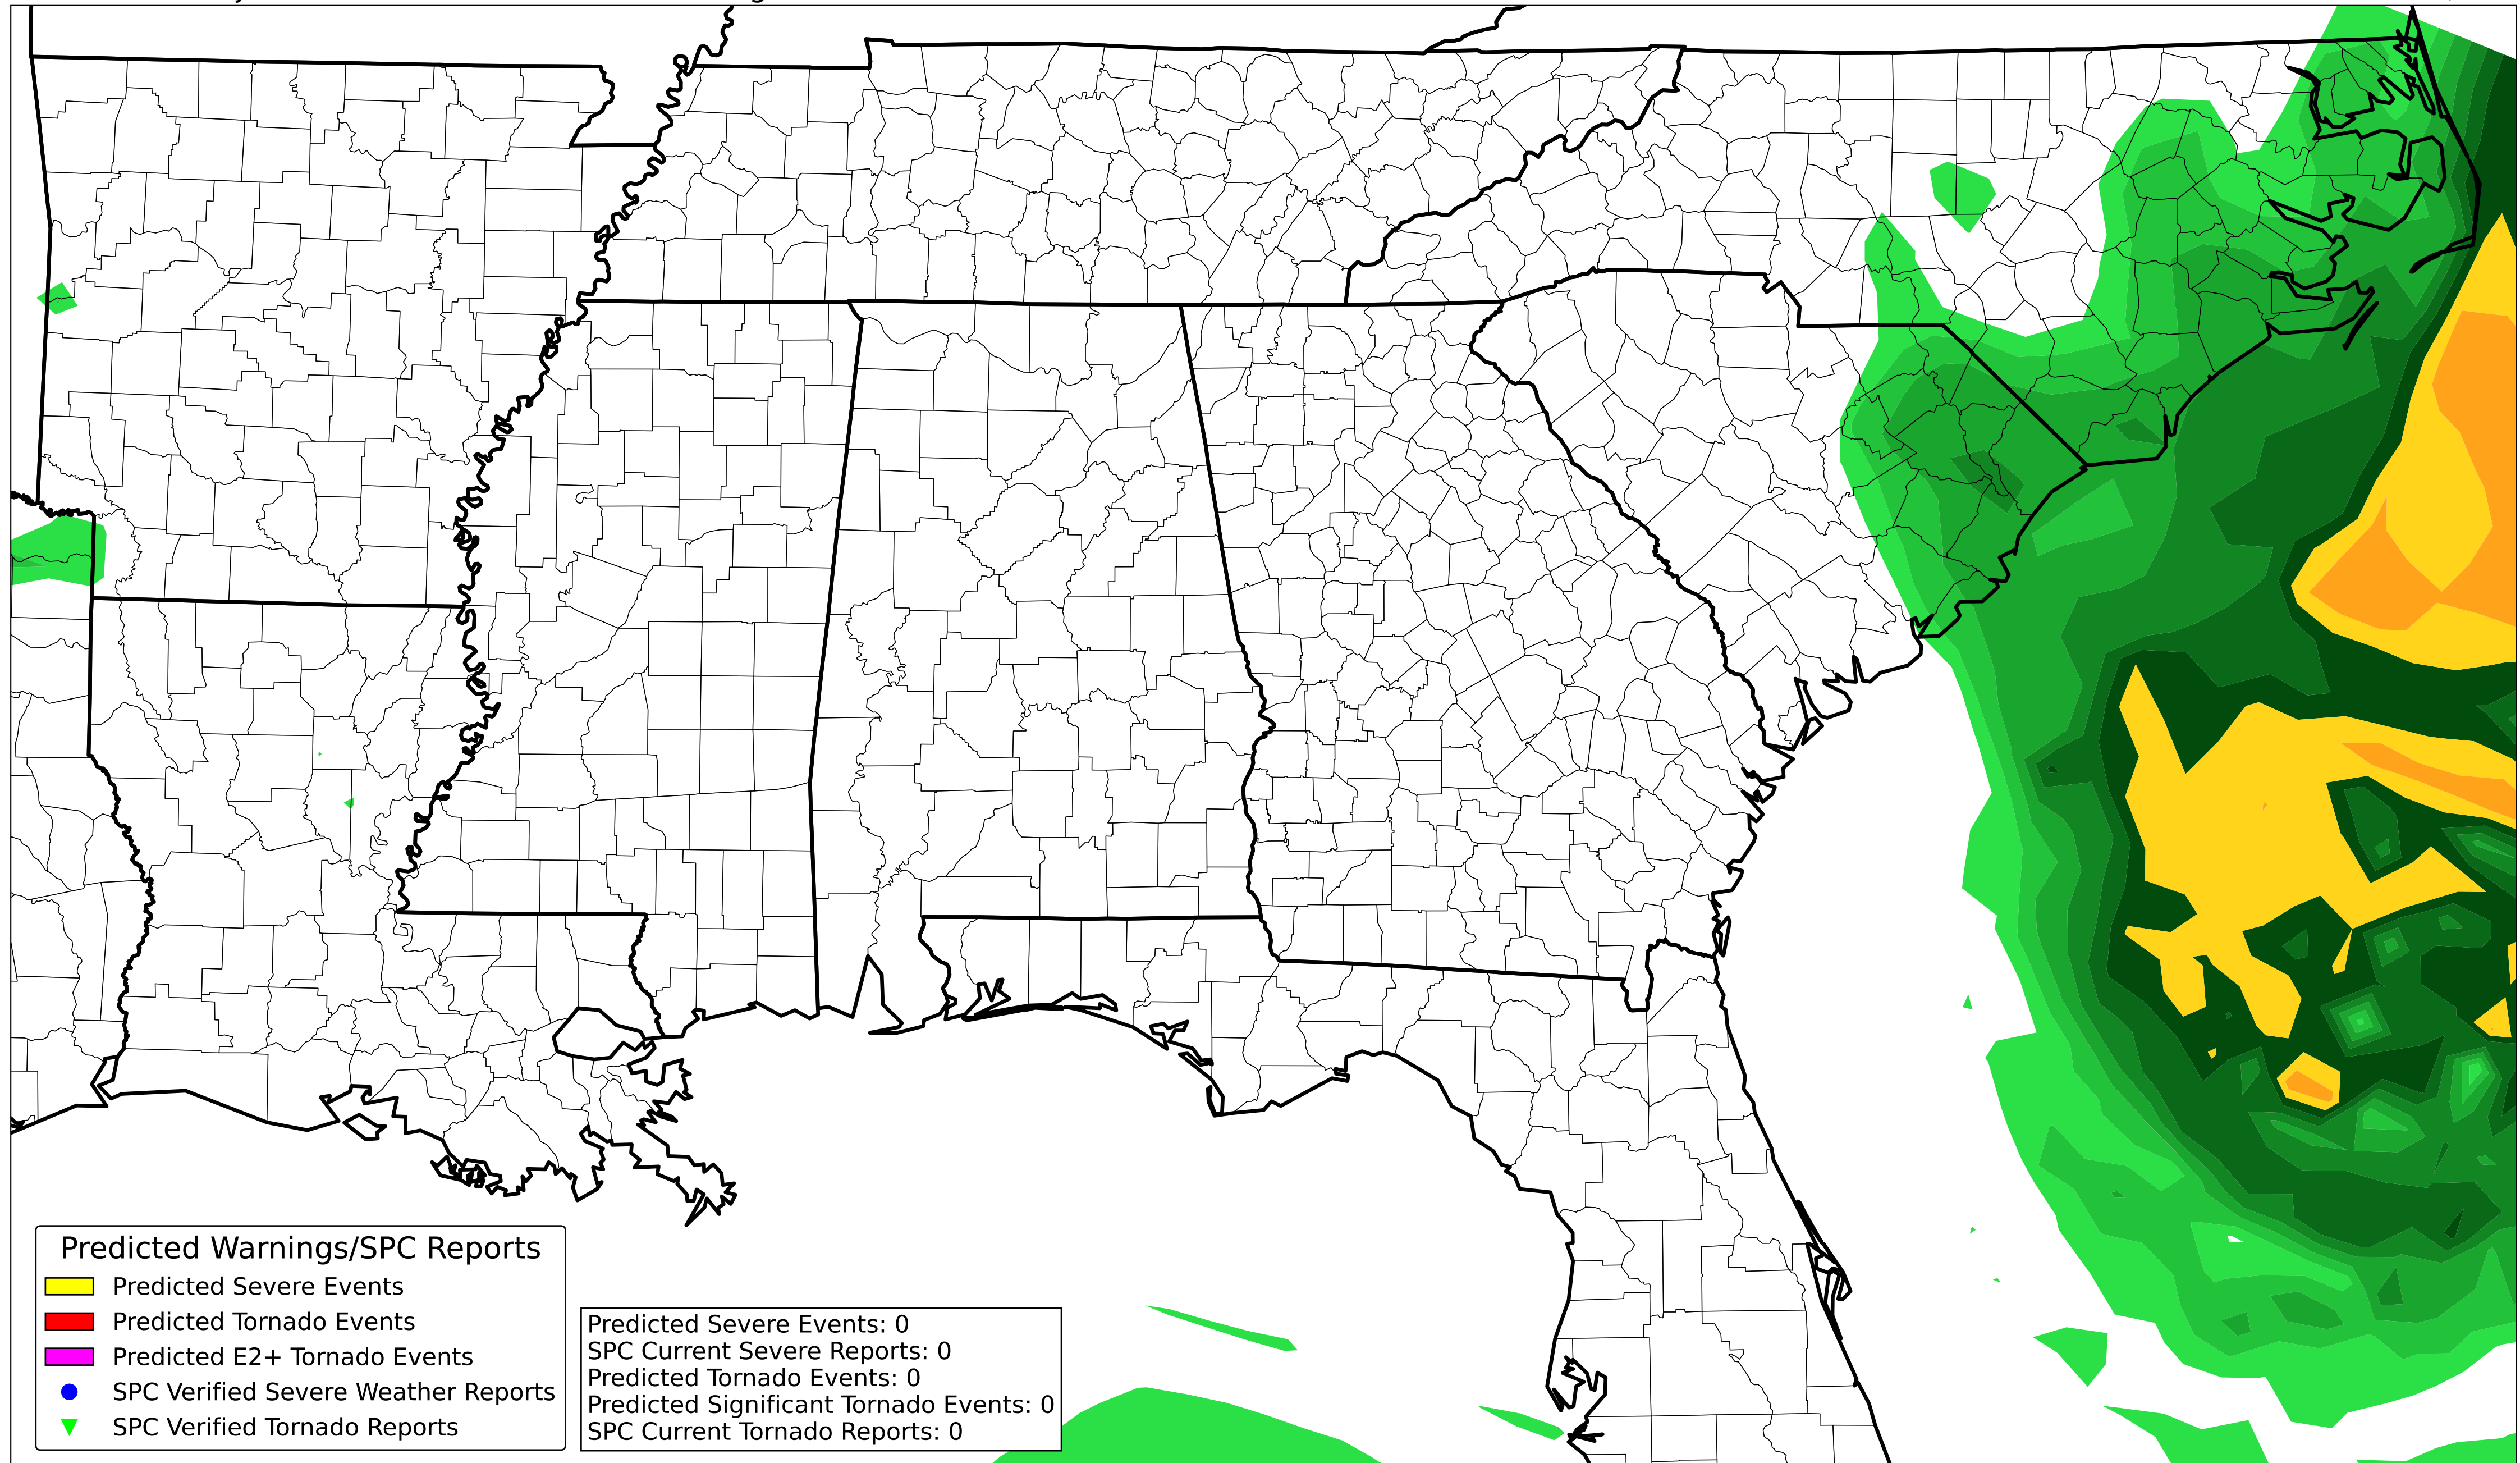 Predicted Warnings/SPC Reports
Predicted Severe Events
Predicted Tornado Events
Predicted E2+ Tornado Events
SPC Verified Severe Weather Reports
SPC Verified Tornado Reports
Predicted Severe Events: 0
SPC Current Severe Reports: 0
Predicted Tornado Events: 0
Predicted Significant Tornado Events: 0
SPC Current Tornado Reports: 0